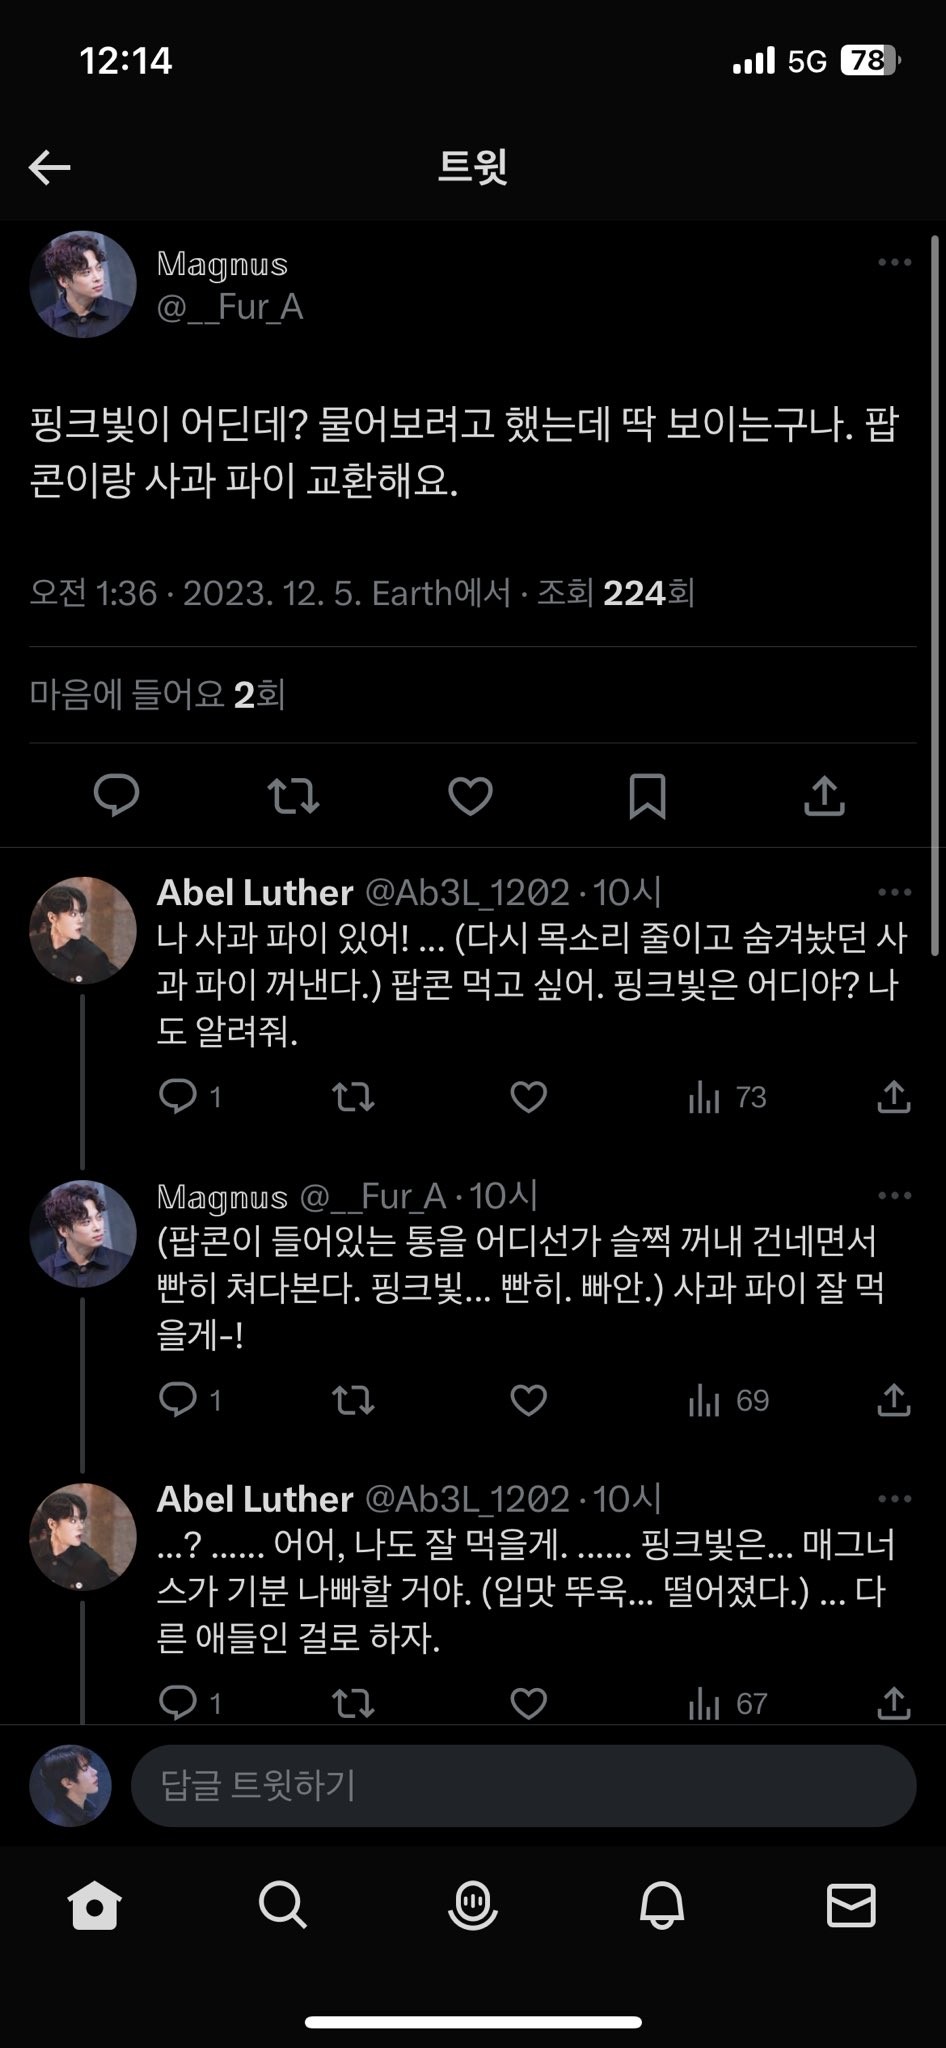 12:14
5G 78
트윗
𝕄𝕒𝕘𝕟𝕦𝕤
@__Fur_A
핑크빛이 어딘데? 물어보려고 했는데 딱 보이는구나. 팝
콘이랑 사과 파이 교환해요.
오전 1:36 · 2023. 12. 5. Earth에서 · 조회 224회
마음에 들어요 2회
Abel Luther @Ab3L_1202 · 10시
나 사과 파이 있어! ... (다시 목소리 줄이고 숨겨놨던 사
과 파이 꺼낸다.) 팝콘 먹고 싶어. 핑크빛은 어디야? 나
도 알려줘.
1 73
𝕄𝕒𝕘𝕟𝕦𝕤 @__Fur_A · 10시
(팝콘이 들어있는 통을 어디선가 슬쩍 꺼내 건네면서
빤히 쳐다본다. 핑크빛... 빤히. 빠안.) 사과 파이 잘 먹
을게-!
1 69
Abel Luther @Ab3L_1202 · 10시
...? ...... 어어, 나도 잘 먹을게. ...... 핑크빛은... 매그너
스가 기분 나빠할 거야. (입맛 뚜욱... 떨어졌다.) ... 다
른 애들인 걸로 하자.
1 67
답글 트윗하기